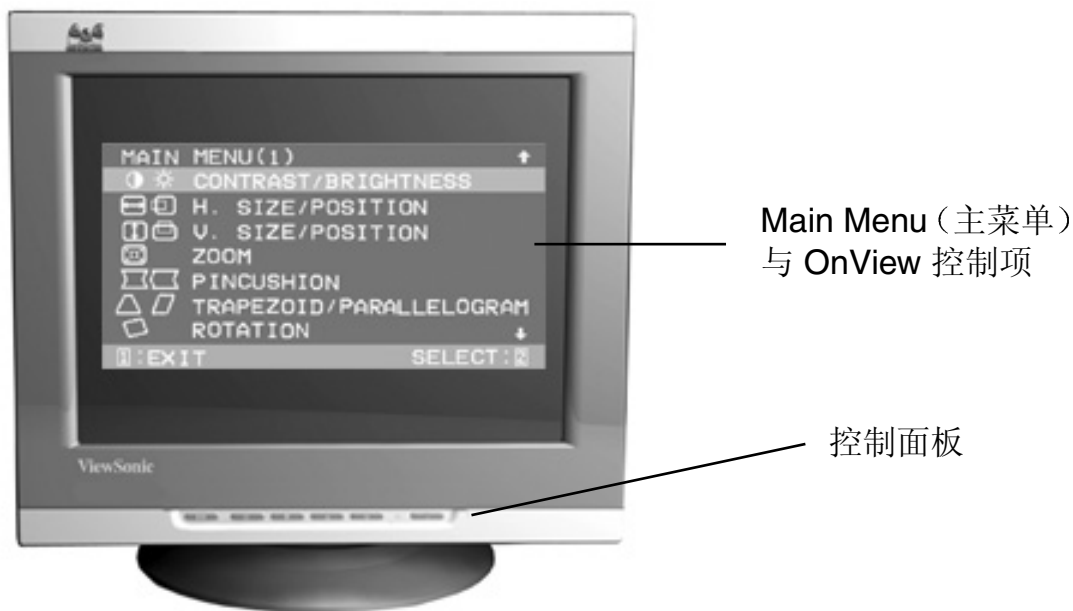 MAIN MENU(1)
CONTRAST/BRIGHTNESS
H. SIZE/POSITION
V. SIZE/POSITION
ZOOM
PINCUSHION
TRAPEZOID/PARALLELOGRAM
ROTATION
1:EXIT SELECT:2
Main Menu（主菜单）
与 OnView 控制项
控制面板
ViewSonic